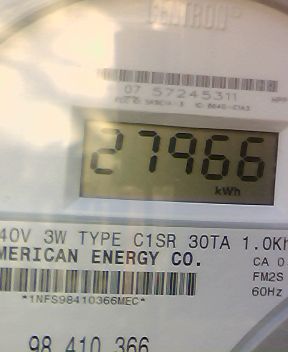 CENTRON®
07 57245311
27966
kWh
40V 3W TYPE C1SR 30TA 1.0Kh
MERICAN ENERGY CO.
CA 0
FM2S
60Hz
*1NFS98410366MEC*
98 410 366